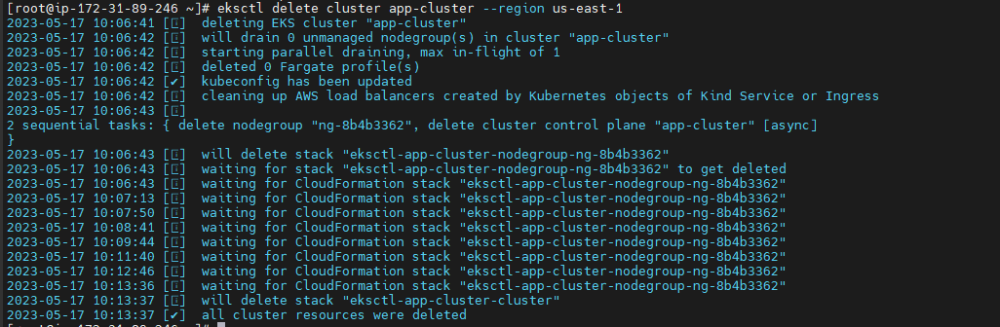 [root@ip-172-31-89-246 ~]# eksctl delete cluster app-cluster --region us-east-1
2023-05-17 10:06:41 [ℹ]  deleting EKS cluster "app-cluster"
2023-05-17 10:06:42 [ℹ]  will drain 0 unmanaged nodegroup(s) in cluster "app-cluster"
2023-05-17 10:06:42 [ℹ]  starting parallel draining, max in-flight of 1
2023-05-17 10:06:42 [ℹ]  deleted 0 Fargate profile(s)
2023-05-17 10:06:42 [✔]  kubeconfig has been updated
2023-05-17 10:06:42 [ℹ]  cleaning up AWS load balancers created by Kubernetes objects of Kind Service or Ingress
2023-05-17 10:06:43 [ℹ]
2 sequential tasks: { delete nodegroup "ng-8b4b3362", delete cluster control plane "app-cluster" [async]
}
2023-05-17 10:06:43 [ℹ]  will delete stack "eksctl-app-cluster-nodegroup-ng-8b4b3362"
2023-05-17 10:06:43 [ℹ]  waiting for stack "eksctl-app-cluster-nodegroup-ng-8b4b3362" to get deleted
2023-05-17 10:06:43 [ℹ]  waiting for CloudFormation stack "eksctl-app-cluster-nodegroup-ng-8b4b3362"
2023-05-17 10:07:13 [ℹ]  waiting for CloudFormation stack "eksctl-app-cluster-nodegroup-ng-8b4b3362"
2023-05-17 10:07:50 [ℹ]  waiting for CloudFormation stack "eksctl-app-cluster-nodegroup-ng-8b4b3362"
2023-05-17 10:08:41 [ℹ]  waiting for CloudFormation stack "eksctl-app-cluster-nodegroup-ng-8b4b3362"
2023-05-17 10:09:44 [ℹ]  waiting for CloudFormation stack "eksctl-app-cluster-nodegroup-ng-8b4b3362"
2023-05-17 10:11:40 [ℹ]  waiting for CloudFormation stack "eksctl-app-cluster-nodegroup-ng-8b4b3362"
2023-05-17 10:12:46 [ℹ]  waiting for CloudFormation stack "eksctl-app-cluster-nodegroup-ng-8b4b3362"
2023-05-17 10:13:36 [ℹ]  waiting for CloudFormation stack "eksctl-app-cluster-nodegroup-ng-8b4b3362"
2023-05-17 10:13:37 [ℹ]  will delete stack "eksctl-app-cluster-cluster"
2023-05-17 10:13:37 [✔]  all cluster resources were deleted
[root@ip-172-31-89-246 ~]#